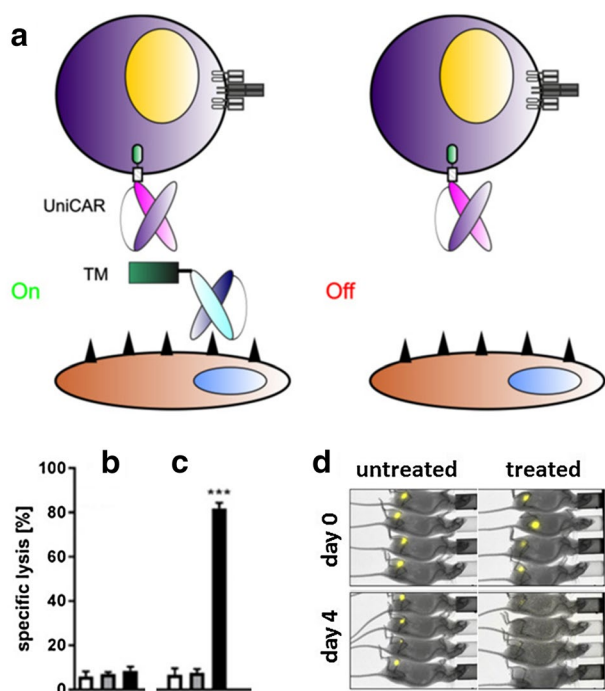 a
UniCAR
TM
On
Off
b
c
d
100
80
60
40
20
0
specific lysis [%]
***
untreated
treated
day 0
day 4